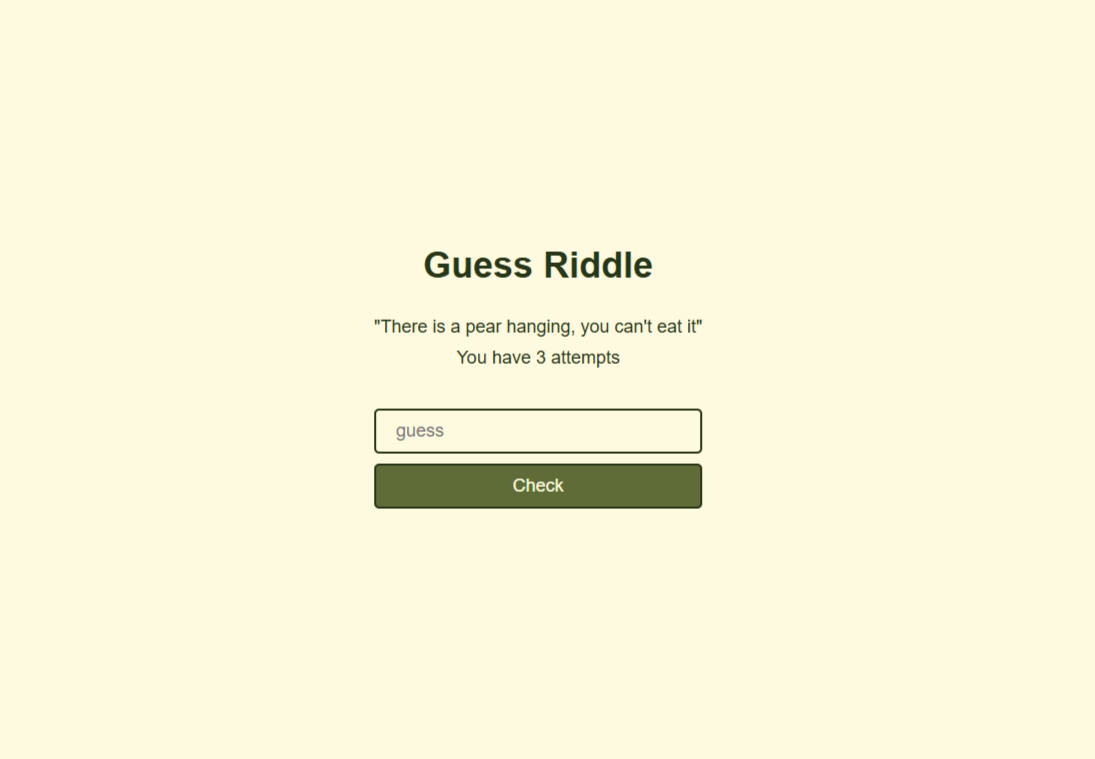 Guess Riddle
"There is a pear hanging, you can't eat it"
You have 3 attempts
guess
Check